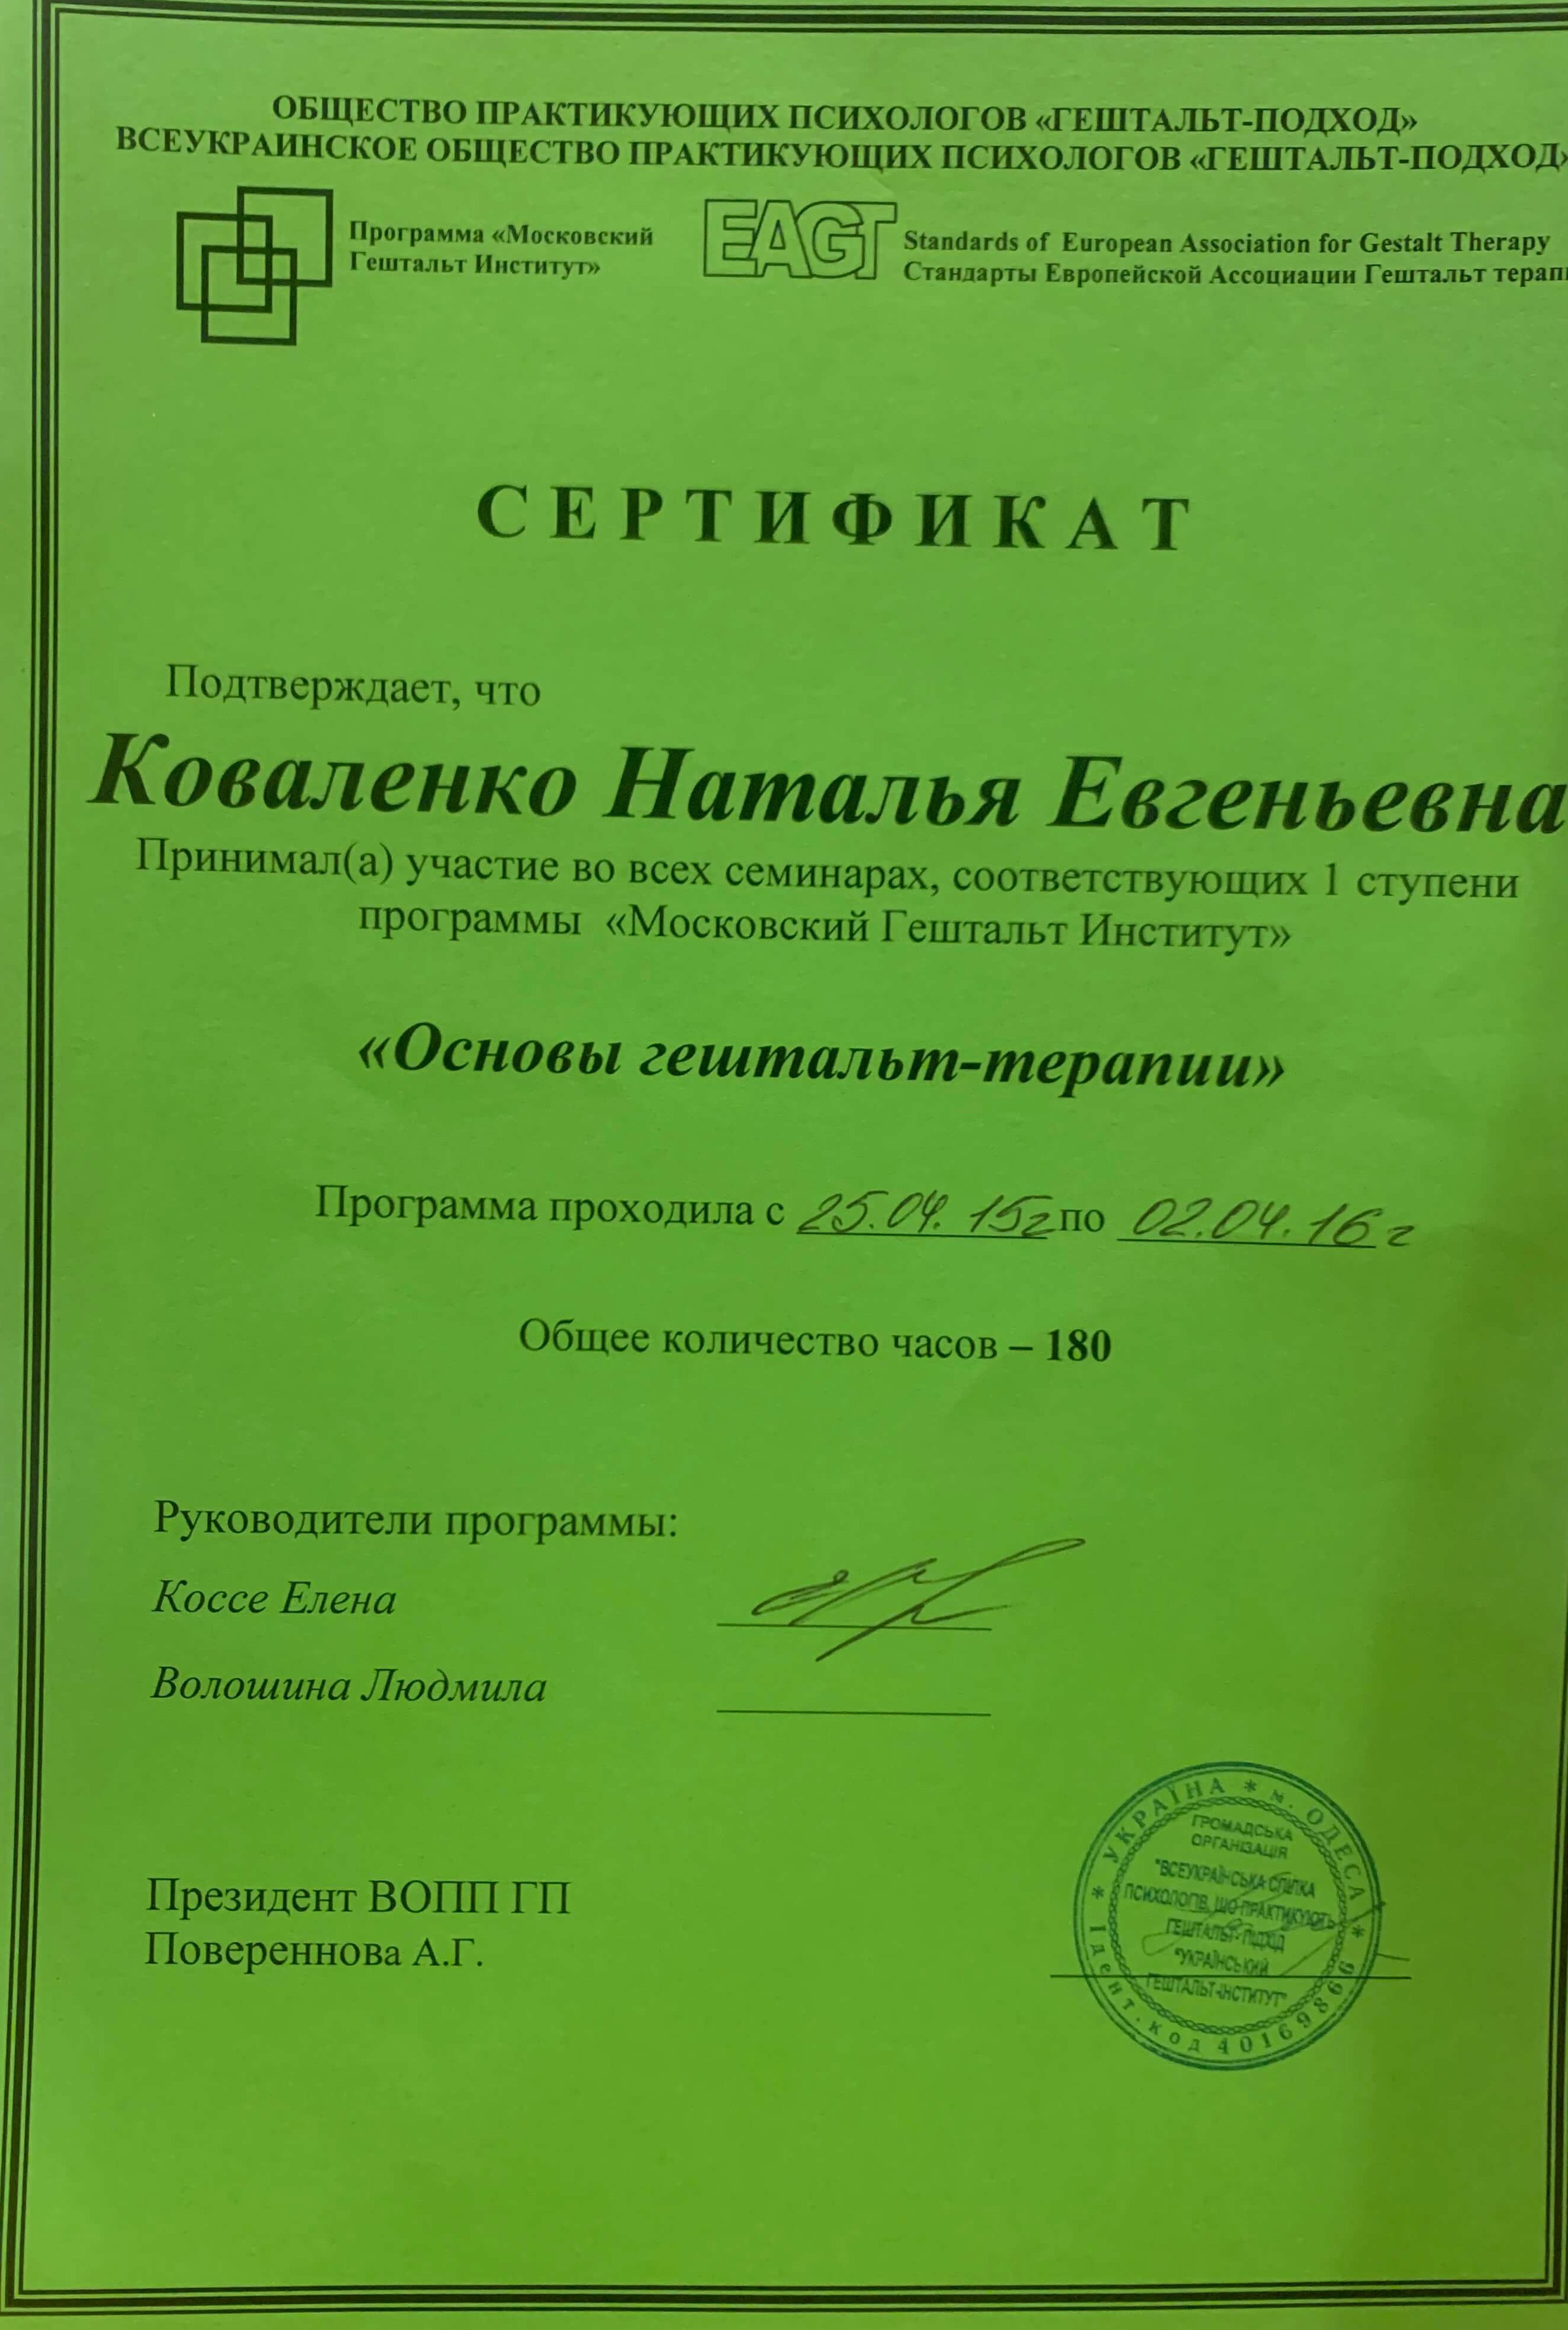 ОБЩЕСТВО ПРАКТИКУЮЩИХ ПСИХОЛОГОВ «ГЕШТАЛЬТ-ПОДХОД»
ВСЕУКРАИНСКОЕ ОБЩЕСТВО ПРАКТИКУЮЩИХ ПСИХОЛОГОВ «ГЕШТАЛЬТ-ПОДХОД»
Программа «Московский
Гештальт Институт»
EAGT
Standards of European Association for Gestalt Therapy
Стандарты Европейской Ассоциации Гештальт терап
СЕРТИФИКАТ
Подтверждает, что
Коваленко Наталья Евгеньевна
Принимал(а) участие во всех семинарах, соответствующих 1 ступени
программы «Московский Гештальт Институт»
«Основы гештальт-терапии»
Программа проходила с 25.04.15г по 02.04.16г
Общее количество часов – 180
Руководители программы:
Коссе Елена
Волошина Людмила
Президент ВОПП ГП
Повереннова А.Г.
* УКРАЇНА * м. ОДЕСА *
Ідент.код 40169866
ГРОМАДСЬКА
ОРГАНІЗАЦІЯ
"ВСЕУКРАЇНСЬКА СПІЛКА
ПСИХОЛОГІВ, ЩО ПРАКТИКУЮТЬ
ГЕШТАЛЬТ-ПІДХІД
"УКРАЇНСЬКИЙ
ГЕШТАЛЬТ-ІНСТИТУТ"